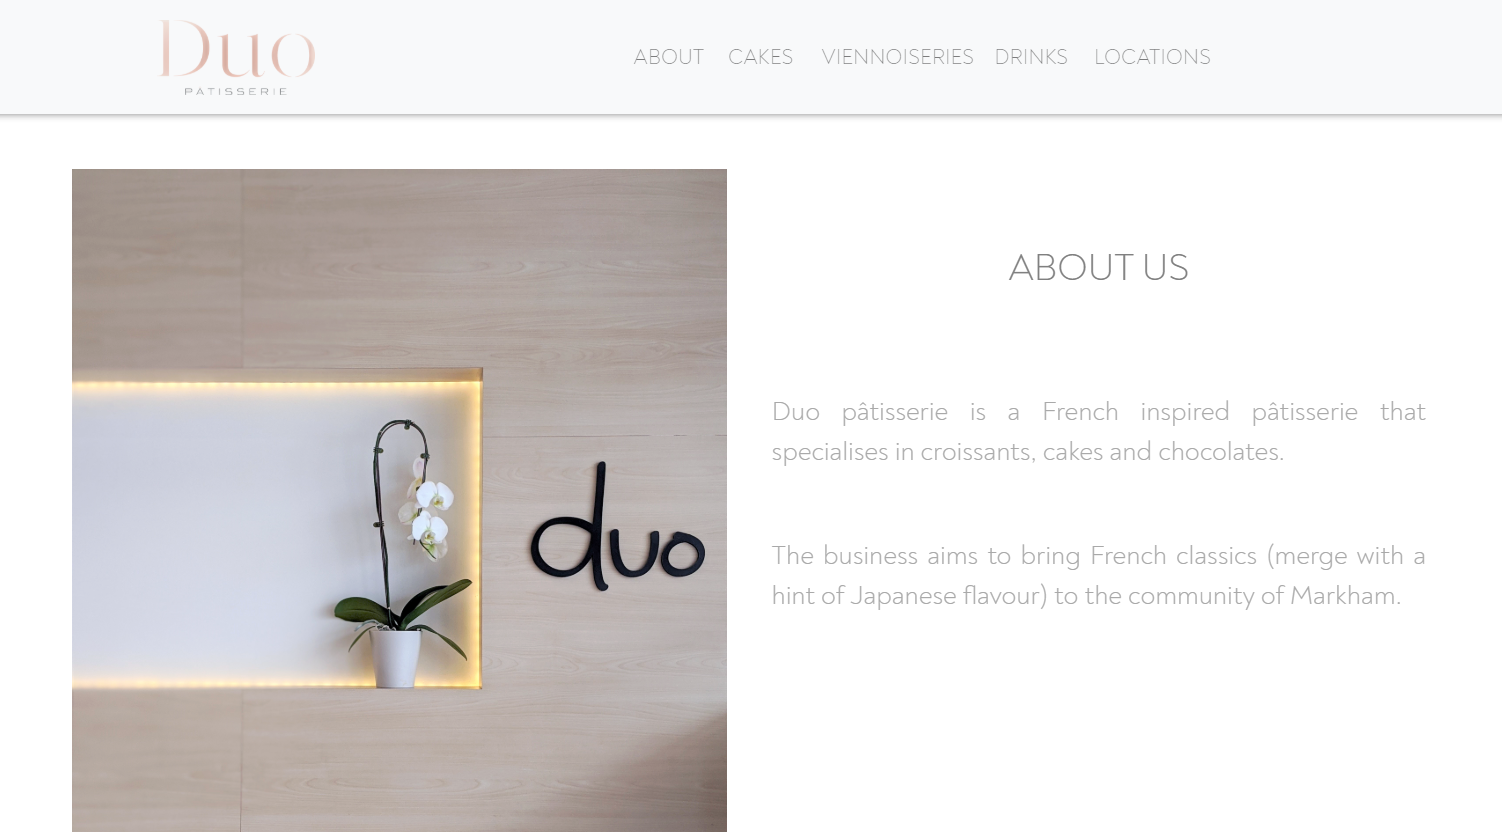 Duo
PATISSERIE
ABOUT CAKES VIENNOISERIES DRINKS LOCATIONS
duo
ABOUT US
Duo pâtisserie is a French inspired pâtisserie that
specialises in croissants, cakes and chocolates.
The business aims to bring French classics (merge with a
hint of Japanese flavour) to the community of Markham.